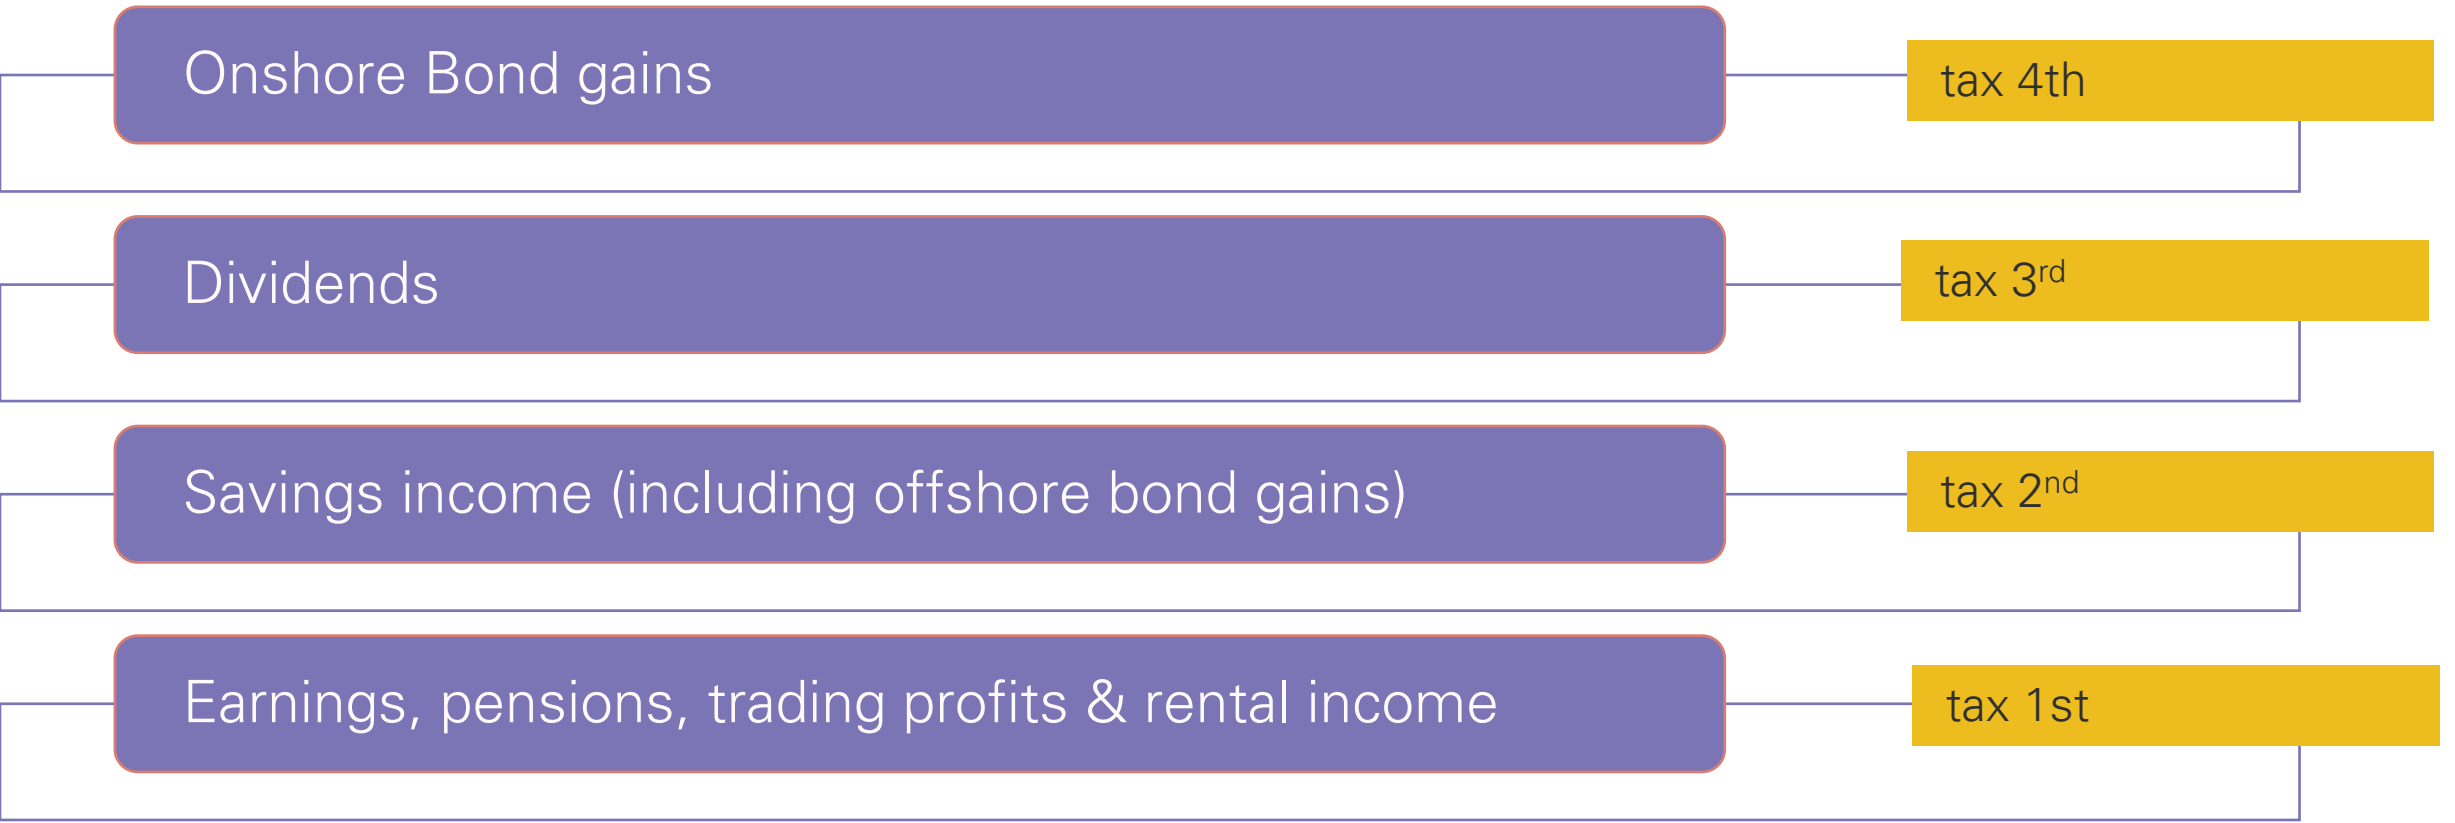 Onshore Bond gains
tax 4th
Dividends
tax 3rd
Savings income (including offshore bond gains)
tax 2nd
Earnings, pensions, trading profits & rental income
tax 1st